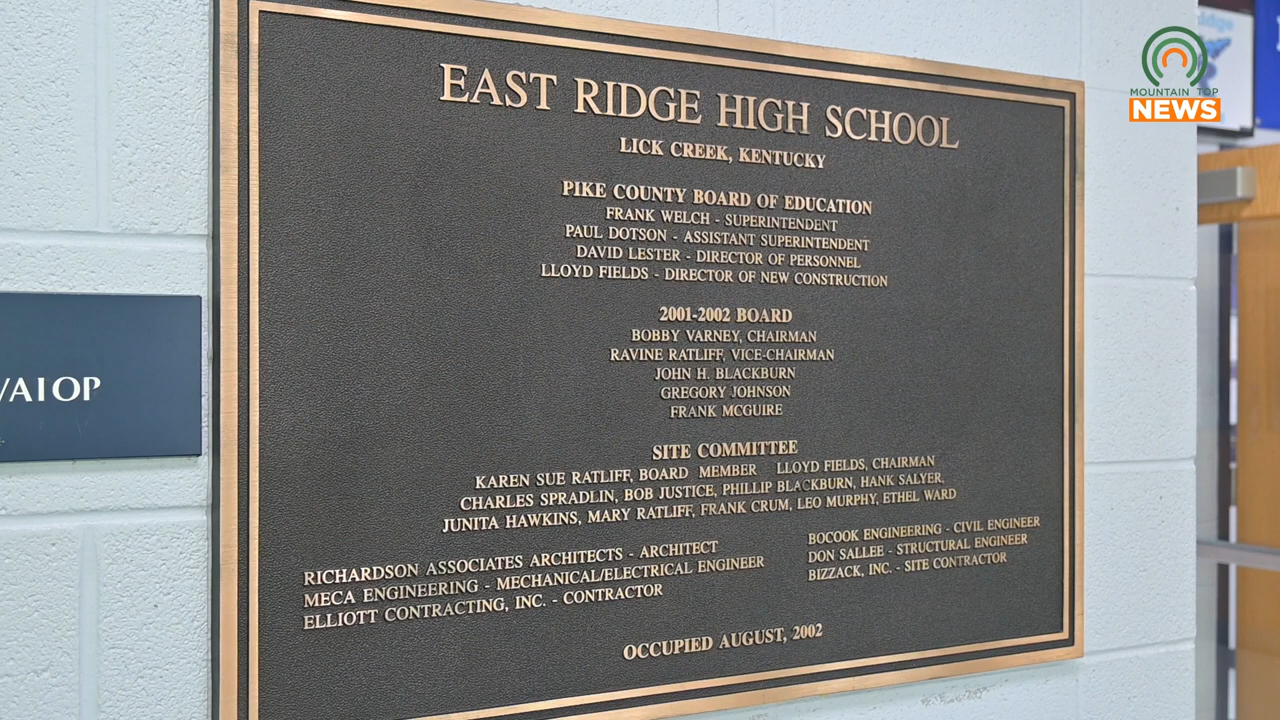 EAST RIDGE HIGH SCHOOL
LICK CREEK, KENTUCKY
PIKE COUNTY BOARD OF EDUCATION
FRANK WELCH - SUPERINTENDENT
PAUL DOTSON - ASSISTANT SUPERINTENDENT
DAVID LESTER - DIRECTOR OF PERSONNEL
LLOYD FIELDS - DIRECTOR OF NEW CONSTRUCTION
2001-2002 BOARD
BOBBY VARNEY, CHAIRMAN
RAVINE RATLIFF, VICE-CHAIRMAN
JOHN H. BLACKBURN
GREGORY JOHNSON
FRANK MCGUIRE
SITE COMMITTEE
KAREN SUE RATLIFF, BOARD MEMBER LLOYD FIELDS, CHAIRMAN
CHARLES SPRADLIN, BOB JUSTICE, PHILLIP BLACKBURN, HANK SALYER,
JUNITA HAWKINS, MARY RATLIFF, FRANK CRUM, LEO MURPHY, ETHEL WARD
RICHARDSON ASSOCIATES ARCHITECTS - ARCHITECT
MECA ENGINEERING - MECHANICAL/ELECTRICAL ENGINEER
ELLIOTT CONTRACTING, INC. - CONTRACTOR
BOCOOK ENGINEERING - CIVIL ENGINEER
DON SALLEE - STRUCTURAL ENGINEER
BIZZACK, INC. - SITE CONTRACTOR
OCCUPIED AUGUST, 2002
MOUNTAIN TOP
NEWS